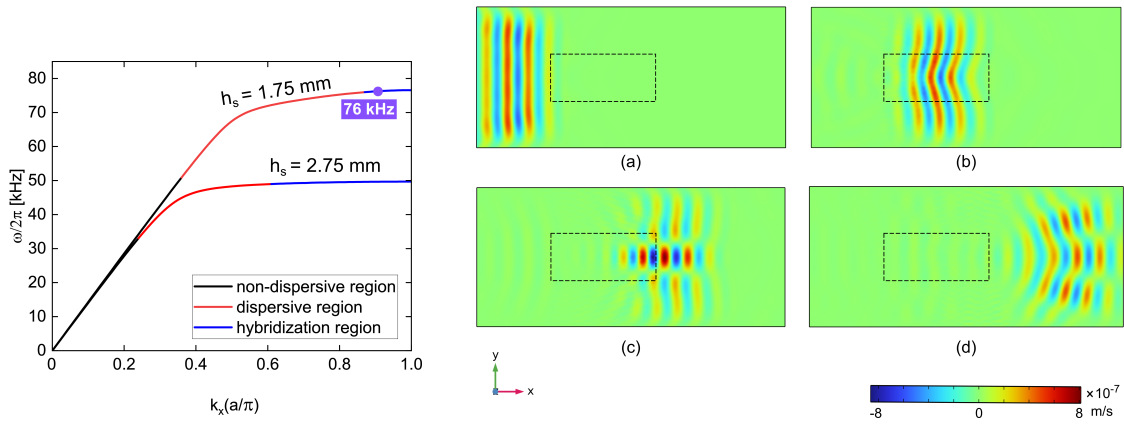 80
70
60
50
40
30
20
10
0
ω/2π [kHz]
hs = 1.75 mm
76 kHz
hs = 2.75 mm
non-dispersive region
dispersive region
hybridization region
0 0.2 0.4 0.6 0.8 1.0
kx(a/π)
(a)
(b)
(c)
(d)
y
x
×10-7
-8 0 8 m/s